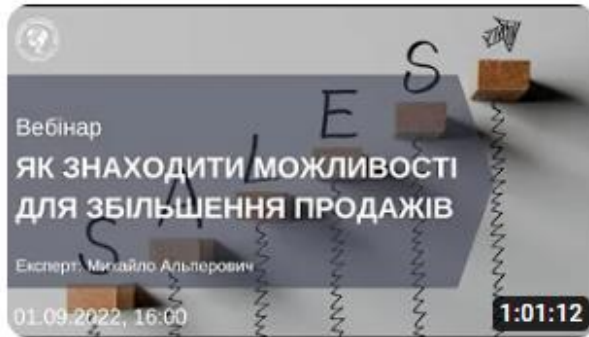 Вебінар
ЯК ЗНАХОДИТИ МОЖЛИВОСТІ
ДЛЯ ЗБІЛЬШЕННЯ ПРОДАЖІВ
Експерт: Михайло Альперович
01.09.2022, 16:00
1:01:12
S A L E S